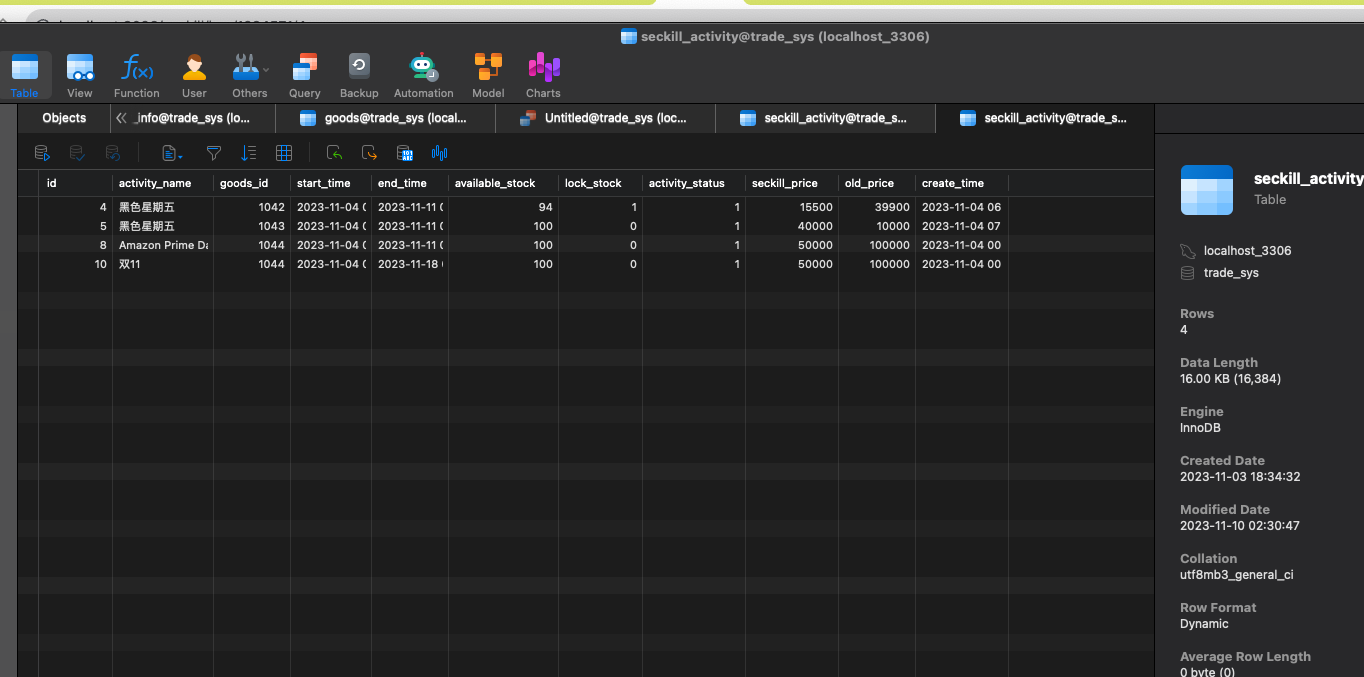 seckill_activity@trade_sys (localhost_3306)
Table View Function User Others Query Backup Automation Model Charts
Objects _info@trade_sys (lo... goods@trade_sys (local... Untitled@trade_sys (loc... seckill_activity@trade_s... seckill_activity@trade_s...
id activity_name goods_id start_time end_time available_stock lock_stock activity_status seckill_price old_price create_time
4 黑色星期五 1042 2023-11-04 0 2023-11-11 0 94 1 1 15500 39900 2023-11-04 06
5 黑色星期五 1043 2023-11-04 0 2023-11-11 0 100 0 1 40000 10000 2023-11-04 07
8 Amazon Prime Da 1044 2023-11-04 0 2023-11-11 0 100 0 1 50000 100000 2023-11-04 00
10 双11 1044 2023-11-04 0 2023-11-18 100 0 1 50000 100000 2023-11-04 00
seckill_activity
Table
localhost_3306
trade_sys
Rows
4
Data Length
16.00 KB (16,384)
Engine
InnoDB
Created Date
2023-11-03 18:34:32
Modified Date
2023-11-10 02:30:47
Collation
utf8mb3_general_ci
Row Format
Dynamic
Average Row Length
0 byte (0)